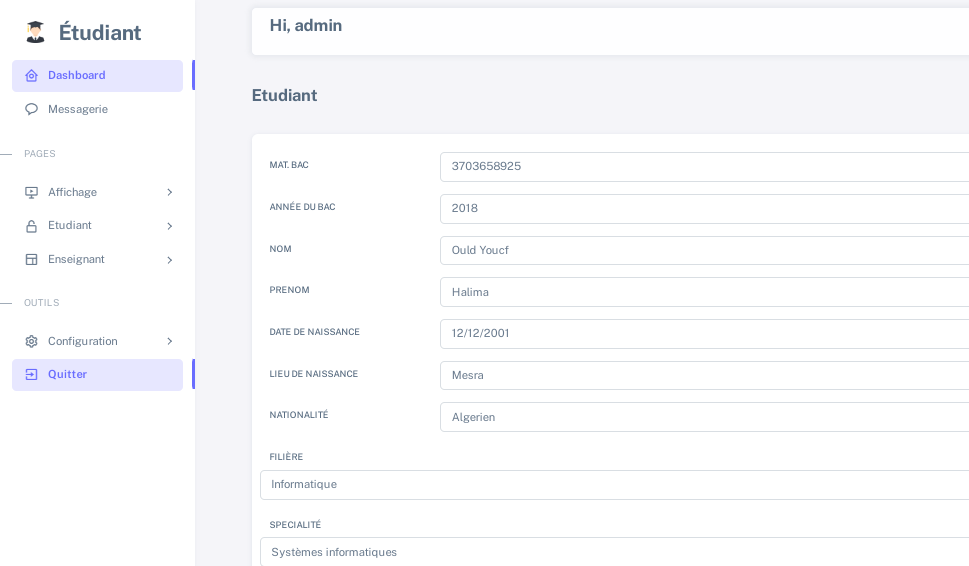 Étudiant
Dashboard
Messagerie
PAGES
Affichage
Etudiant
Enseignant
OUTILS
Configuration
Quitter
Hi, admin
Etudiant
MAT. BAC 3703658925
ANNÉE DU BAC 2018
NOM Ould Youcf
PRENOM Halima
DATE DE NAISSANCE 12/12/2001
LIEU DE NAISSANCE Mesra
NATIONALITÉ Algerien
FILIÈRE
Informatique
SPECIALITÉ
Systèmes informatiques